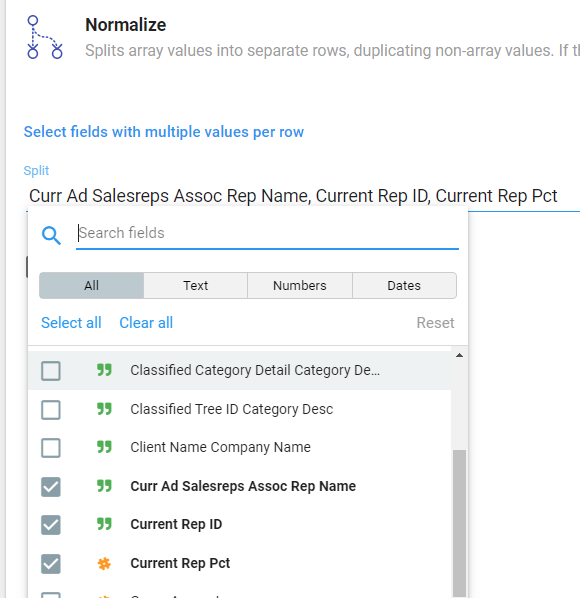 Normalize
Splits array values into separate rows, duplicating non-array values. If
Select fields with multiple values per row
Split
Curr Ad Salesreps Assoc Rep Name, Current Rep ID, Current Rep Pct
Search fields
All Text Numbers Dates
Select all Clear all Reset
Classified Category Detail Category De...
Classified Tree ID Category Desc
Client Name Company Name
Curr Ad Salesreps Assoc Rep Name
Current Rep ID
Current Rep Pct